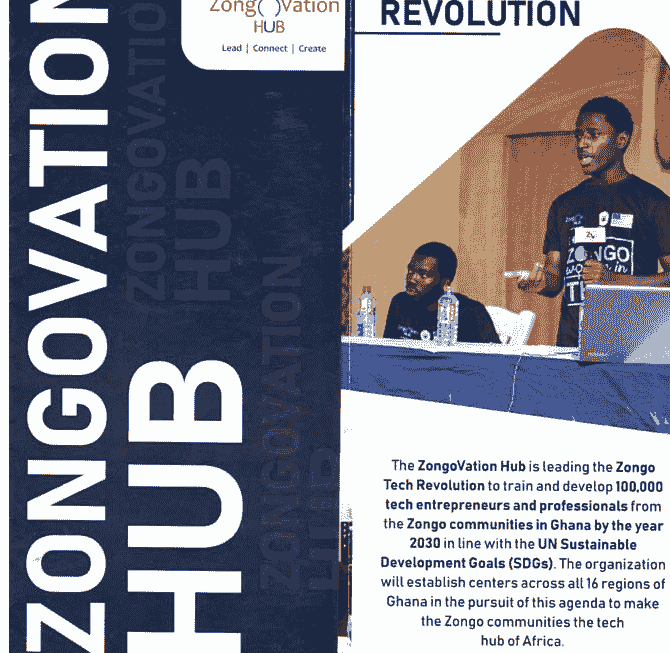 ZONGOVATION
HUB
ZONGOVATION
HUB
ZONGOVATION
HUB
ZongOVation
HUB
Lead | Connect | Create
REVOLUTION
ZONGO
The ZongoVation Hub is leading the Zongo
Tech Revolution to train and develop 100,000
tech entrepreneurs and professionals from
the Zongo communities in Ghana by the year
2030 in line with the UN Sustainable
Development Goals (SDGs). The organization
will establish centers across all 16 regions of
Ghana in the pursuit of this agenda to make
the Zongo communities the tech
hub of Africa.